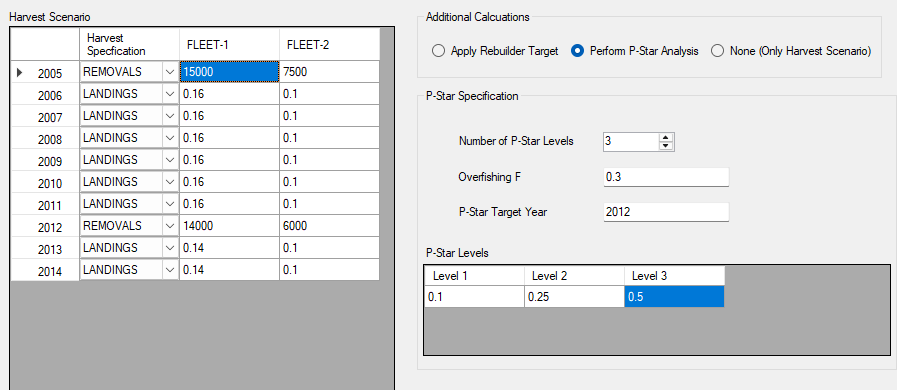 Harvest Scenario
Harvest Specfication FLEET-1 FLEET-2
2005 REMOVALS 15000 7500
2006 LANDINGS 0.16 0.1
2007 LANDINGS 0.16 0.1
2008 LANDINGS 0.16 0.1
2009 LANDINGS 0.16 0.1
2010 LANDINGS 0.16 0.1
2011 LANDINGS 0.16 0.1
2012 REMOVALS 14000 6000
2013 LANDINGS 0.14 0.1
2014 LANDINGS 0.14 0.1
Additional Calcuations
Apply Rebuilder Target Perform P-Star Analysis None (Only Harvest Scenario)
P-Star Specification
Number of P-Star Levels 3
Overfishing F 0.3
P-Star Target Year 2012
P-Star Levels
Level 1 Level 2 Level 3
0.1 0.25 0.5